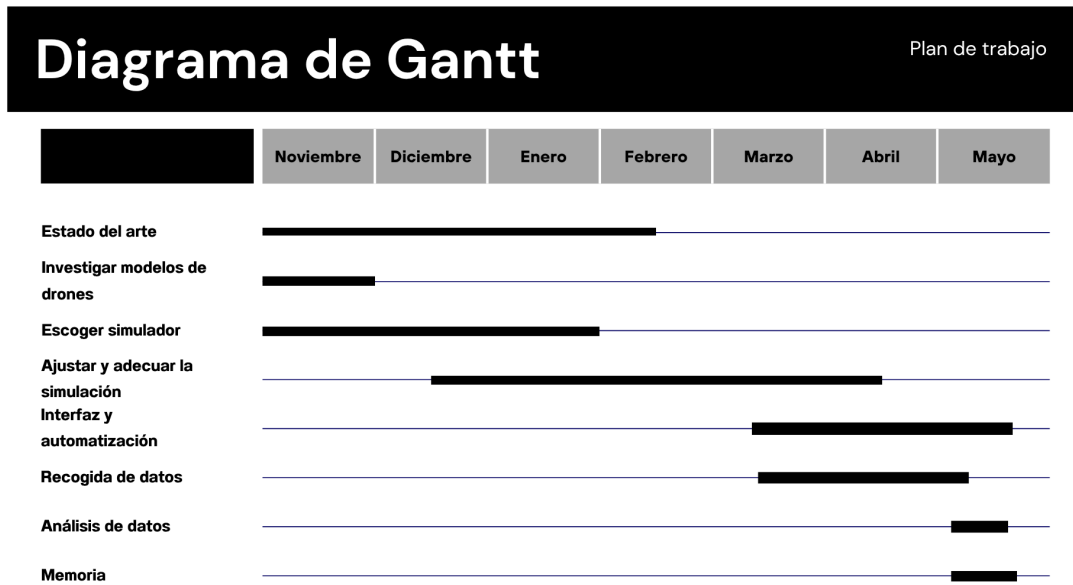 Diagrama de Gantt
Plan de trabajo
Noviembre Diciembre Enero Febrero Marzo Abril Mayo
Estado del arte
Investigar modelos de
drones
Escoger simulador
Ajustar y adecuar la
simulación
Interfaz y
automatización
Recogida de datos
Análisis de datos
Memoria